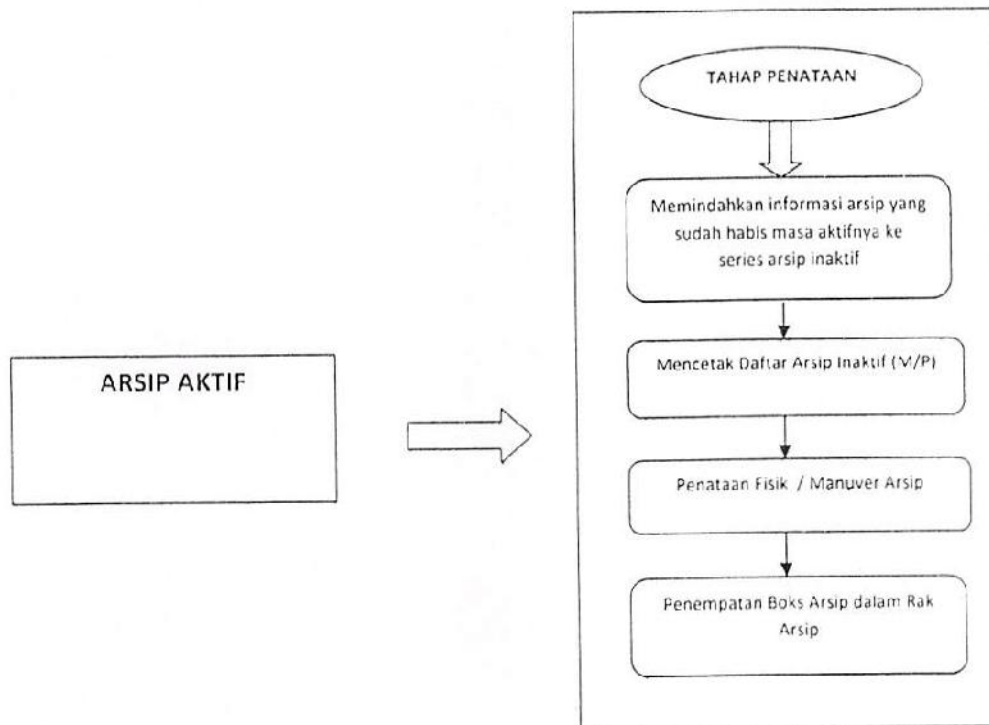 TAHAP PENATAAN
Memindahkan informasi arsip yang
sudah habis masa aktifnya ke
series arsip inaktif
ARSIP AKTIF
Mencetak Daftar Arsip Inaktif (M/P)
Penataan Fisik / Manuver Arsip
Penempatan Boks Arsip dalam Rak
Arsip